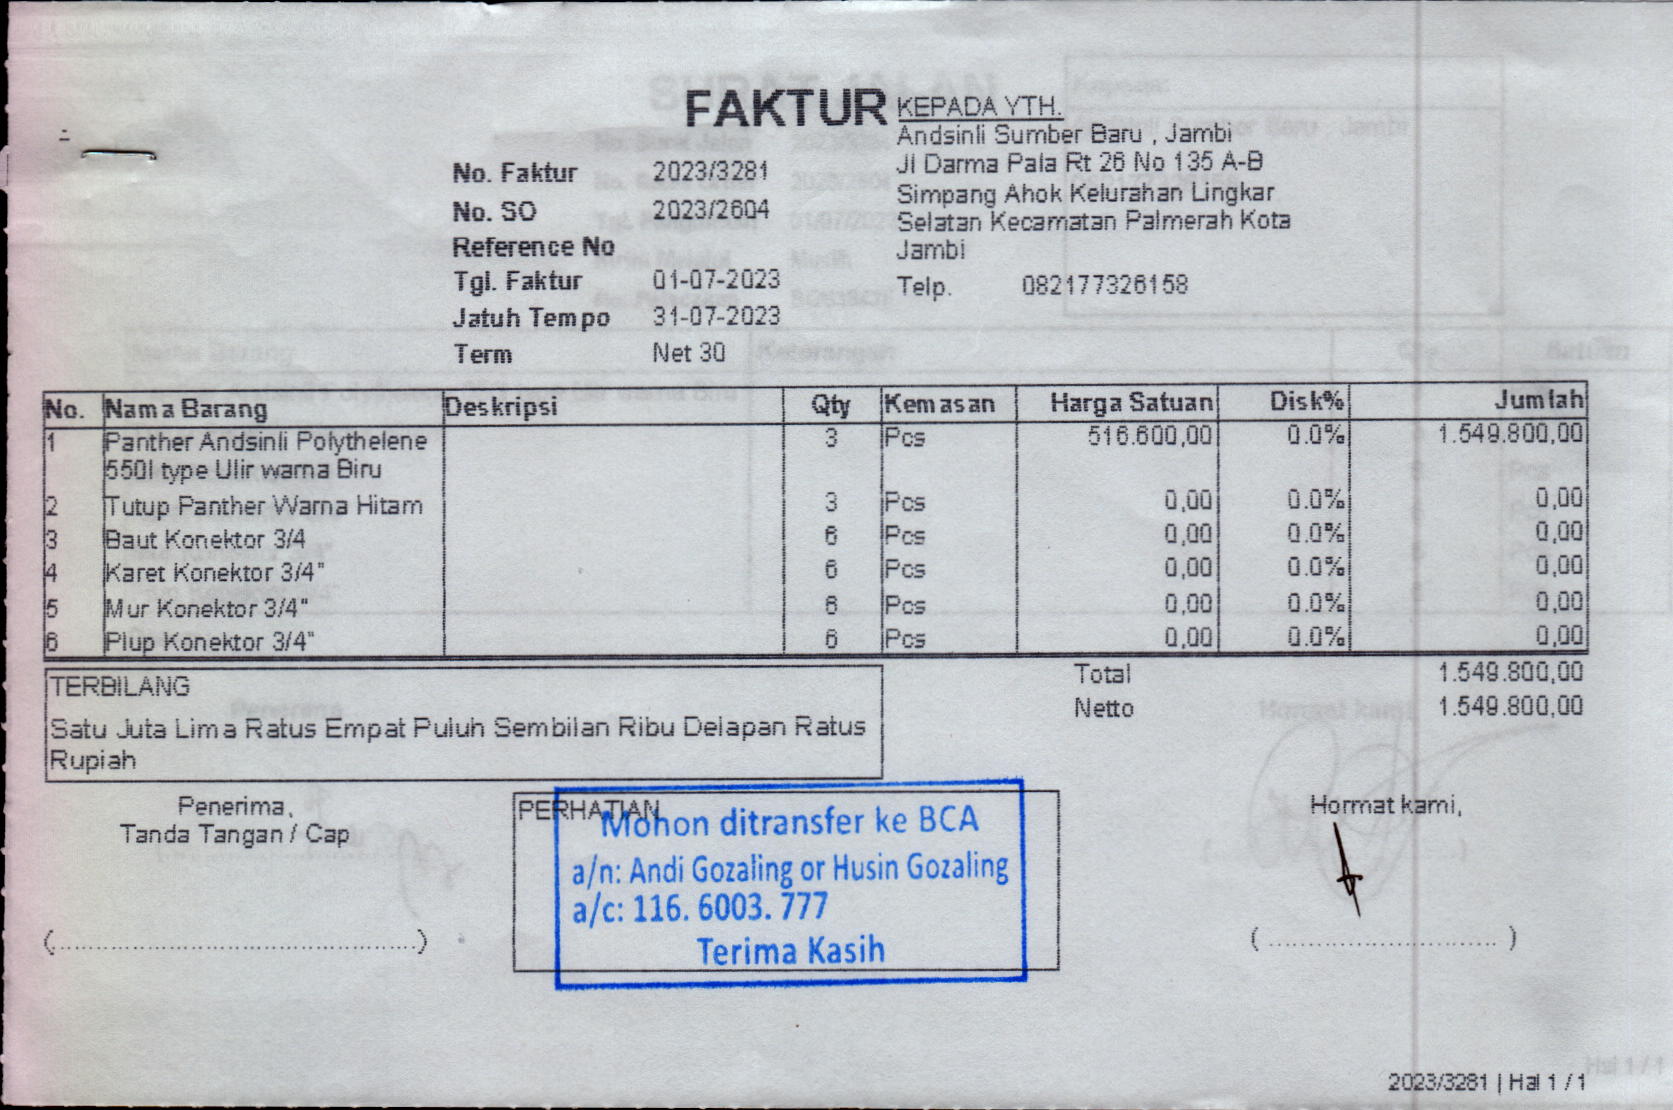 FAKTUR
No. Faktur 2023/3281
No. SO 2023/2604
Reference No
Tgl. Faktur 01-07-2023
Jatuh Tempo 31-07-2023
Term Net 30
KEPADA YTH.
Andsinli Sumber Baru , Jambi
Jl Darma Pala Rt 26 No 135 A-B
Simpang Ahok Kelurahan Lingkar
Selatan Kecamatan Palmerah Kota
Jambi
Telp. 082177326158
No. Nama Barang Deskripsi Qty Kemasan Harga Satuan Disk% Jumlah
1 Panther Andsinli Polythelene 3 Pcs 516.600,00 0.0% 1.549.800,00
550l type Ulir warna Biru
2 Tutup Panther Warna Hitam 3 Pcs 0,00 0.0% 0,00
3 Baut Konektor 3/4 6 Pcs 0,00 0.0% 0,00
4 Karet Konektor 3/4" 6 Pcs 0,00 0.0% 0,00
5 Mur Konektor 3/4" 6 Pcs 0,00 0.0% 0,00
6 Plup Konektor 3/4" 6 Pcs 0,00 0.0% 0,00
Total 1.549.800,00
Netto 1.549.800,00
TERBILANG
Satu Juta Lima Ratus Empat Puluh Sembilan Ribu Delapan Ratus
Rupiah
Penerima,
Tanda Tangan / Cap
(........................................)
PERHATIAN
Mohon ditransfer ke BCA
a/n: Andi Gozaling or Husin Gozaling
a/c: 116. 6003. 777
Terima Kasih
Hormat kami,
( .............................. )
2023/3281 | Hal 1 / 1